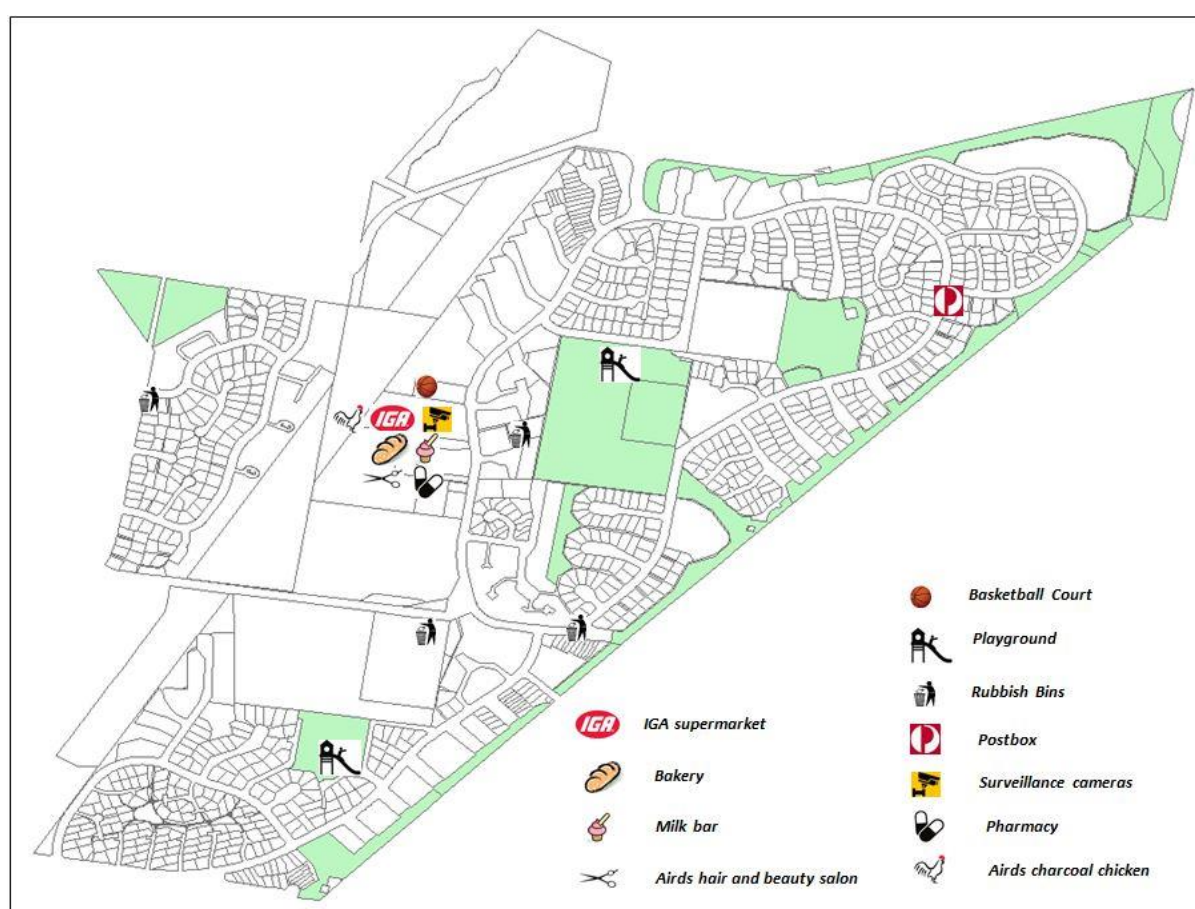 IGA
IGA
IGA supermarket
Bakery
Milk bar
Airds hair and beauty salon
Basketball Court
Playground
Rubbish Bins
Postbox
Surveillance cameras
Pharmacy
Airds charcoal chicken